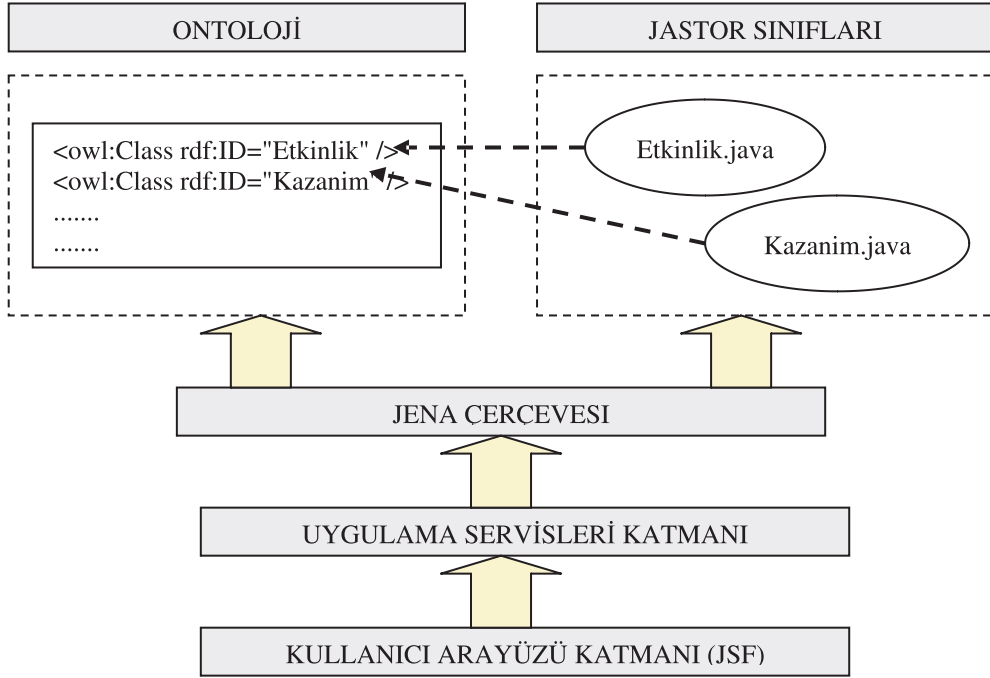 ONTOLOJİ
JASTOR SINIFLARI
<owl:Class rdf:ID="Etkinlik" />
<owl:Class rdf:ID="Kazanim" />
.......
.......
Etkinlik.java
Kazanim.java
JENA ÇERÇEVESI
UYGULAMA SERVİSLERİ KATMANI
KULLANICI ARAYÜZÜ KATMANI (JSF)